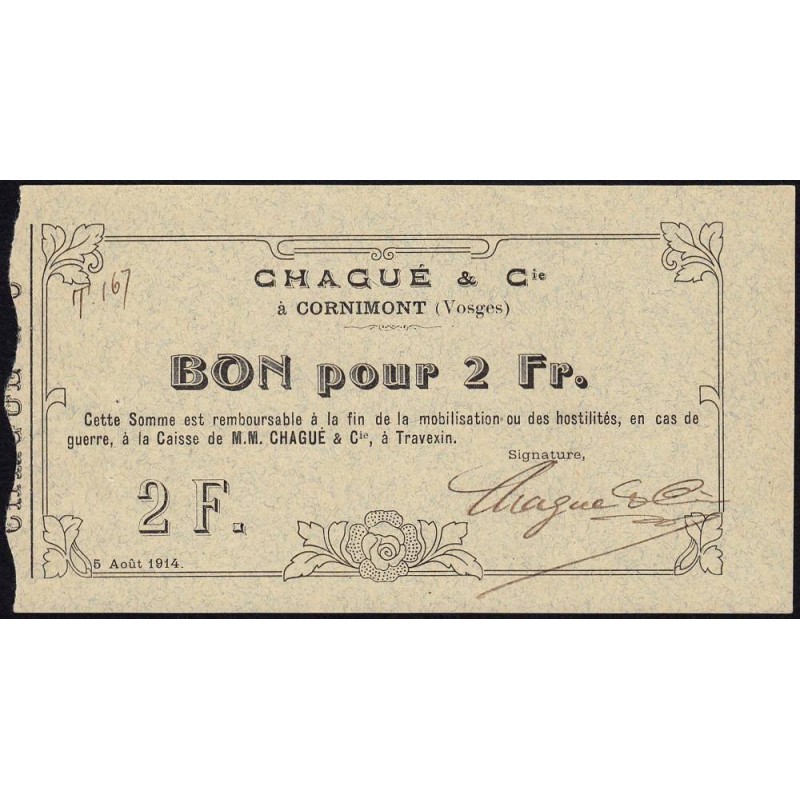 CHAGUÉ & Cie
à CORNIMONT (Vosges)
BON pour 2 Fr.
Cette Somme est remboursable à la fin de la mobilisation ou des hostilités, en cas de
guerre, à la Caisse de M.M. CHAGUÉ & Cie, à Travexin.
Signature,
Chagué & Cie
2 F.
5 Août 1914.